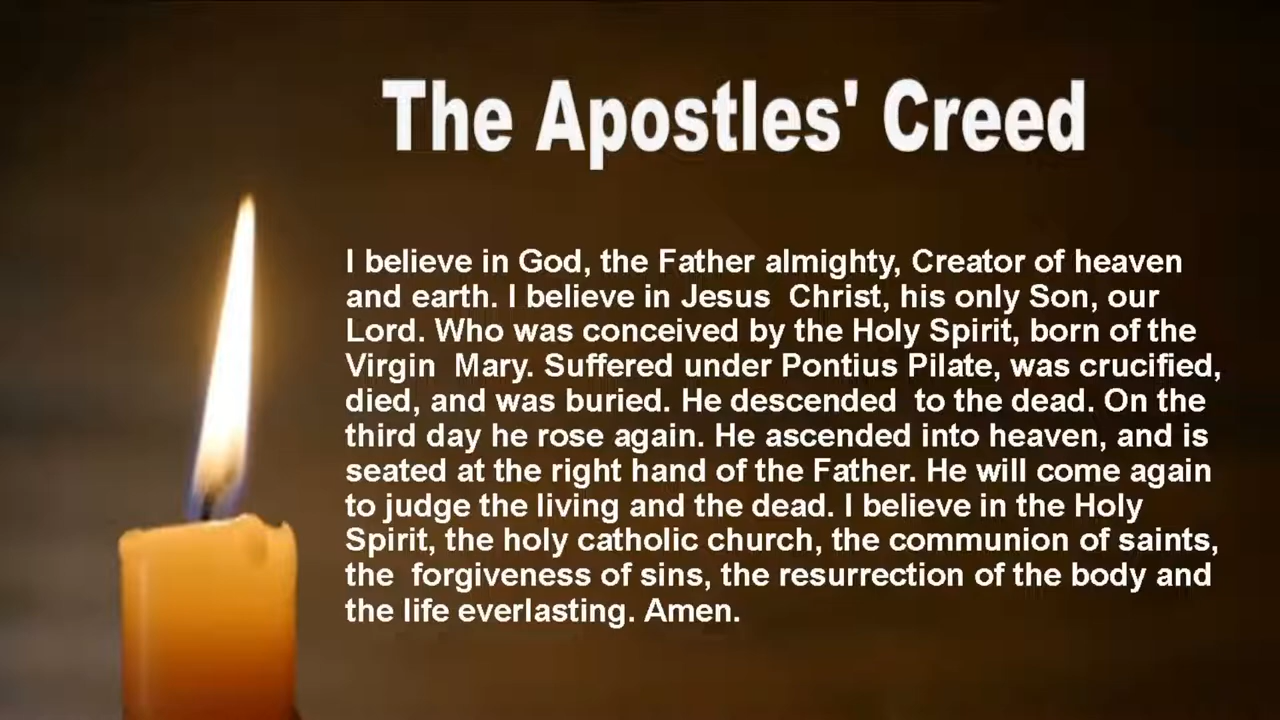 The Apostles' Creed
I believe in God, the Father almighty, Creator of heaven
and earth. I believe in Jesus  Christ, his only Son, our
Lord. Who was conceived by the Holy Spirit, born of the
Virgin  Mary. Suffered under Pontius Pilate, was crucified,
died, and was buried. He descended  to the dead. On the
third day he rose again. He ascended into heaven, and is
seated at the right hand of the Father. He will come again
to judge the living and the dead. I believe in the Holy
Spirit, the holy catholic church, the communion of saints,
the  forgiveness of sins, the resurrection of the body and
the life everlasting. Amen.